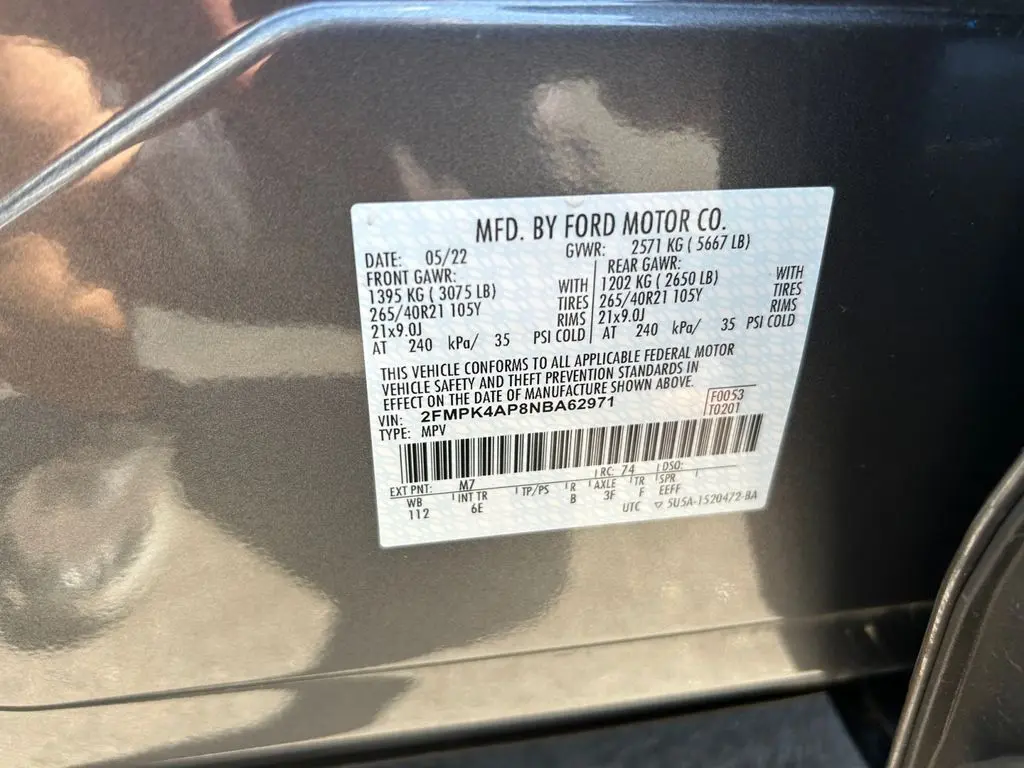 MFD. BY FORD MOTOR CO.
DATE: 05/22 GVWR: 2571 KG ( 5667 LB)
FRONT GAWR: REAR GAWR:
1395 KG ( 3075 LB) WITH 1202 KG ( 2650 LB) WITH
265/40R21 105Y TIRES 265/40R21 105Y TIRES
21x9.0J RIMS 21x9.0J RIMS
AT 240 kPa/ 35 PSI COLD AT 240 kPa/ 35 PSI COLD
THIS VEHICLE CONFORMS TO ALL APPLICABLE FEDERAL MOTOR
VEHICLE SAFETY AND THEFT PREVENTION STANDARDS IN
EFFECT ON THE DATE OF MANUFACTURE SHOWN ABOVE.
VIN: 2FMPK4AP8NBA62971 F0053
TYPE: MPV T0201
EXT PNT: M7 RC: 74 DSO:
WB INT TR TP/PS R AXLE TR SPR
112 6E B 3F F EEFF
UTC ▽ 5U5A-1520472-BA